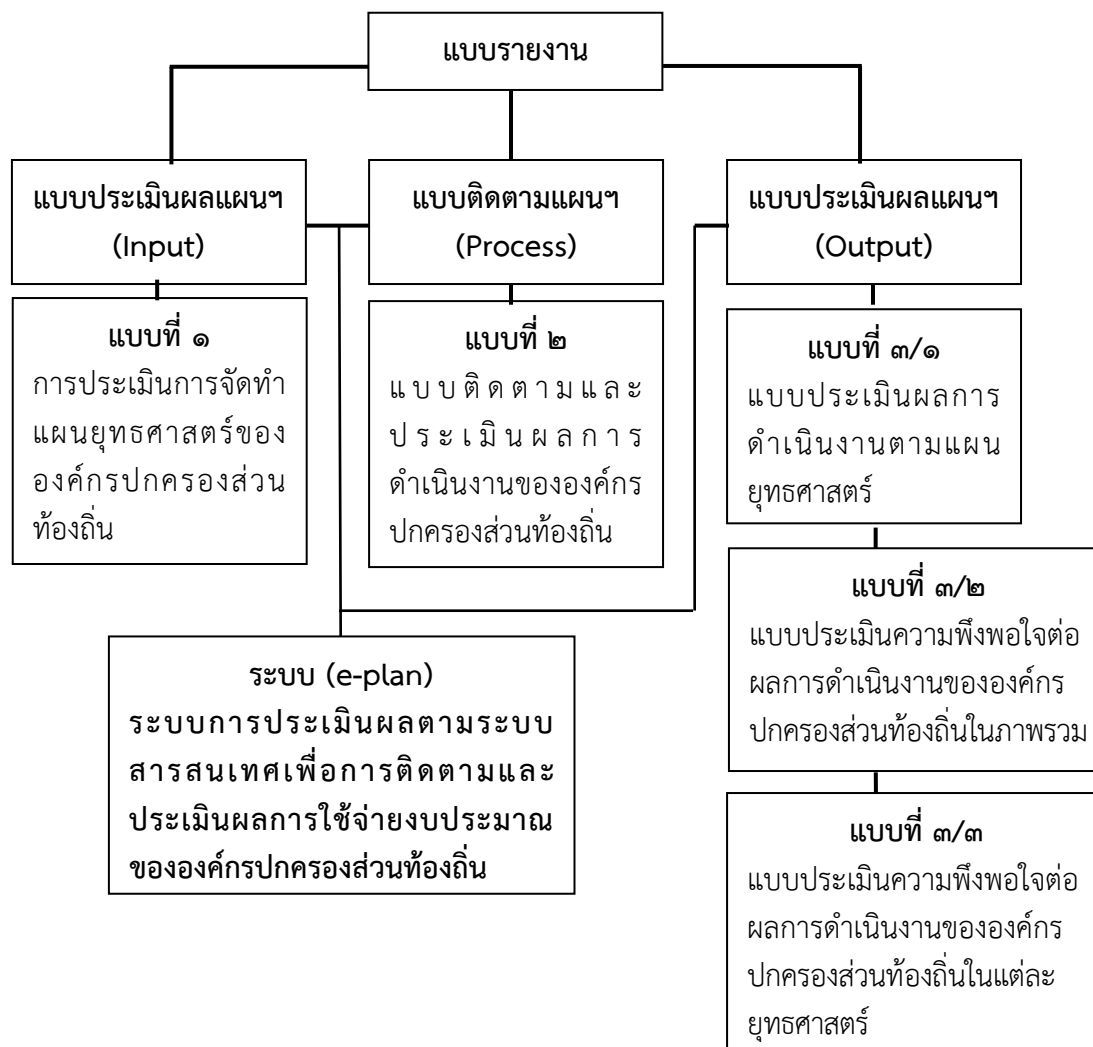 แบบรายงาน
แบบประเมินผลแผนฯ
(Input)
แบบติดตามแผนฯ
(Process)
แบบประเมินผลแผนฯ
(Output)
แบบที่ ๑
การประเมินการจัดทำ
แผนยุทธศาสตร์ของ
องค์กรปกครองส่วน
ท้องถิ่น
แบบที่ ๒
แบบติดตามและ
ประเมินผลการ
ดำเนินงานขององค์กร
ปกครองส่วนท้องถิ่น
แบบที่ ๓/๑
แบบประเมินผลการ
ดำเนินงานตามแผน
ยุทธศาสตร์
แบบที่ ๓/๒
แบบประเมินความพึงพอใจต่อ
ผลการดำเนินงานขององค์กร
ปกครองส่วนท้องถิ่นในภาพรวม
ระบบ (e-plan)
ระบบการประเมินผลตามระบบ
สารสนเทศเพื่อการติดตามและ
ประเมินผลการใช้จ่ายงบประมาณ
ขององค์กรปกครองส่วนท้องถิ่น
แบบที่ ๓/๓
แบบประเมินความพึงพอใจต่อ
ผลการดำเนินงานขององค์กร
ปกครองส่วนท้องถิ่นในแต่ละ
ยุทธศาสตร์